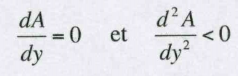 dA/dy = 0 et d²A/dy² < 0